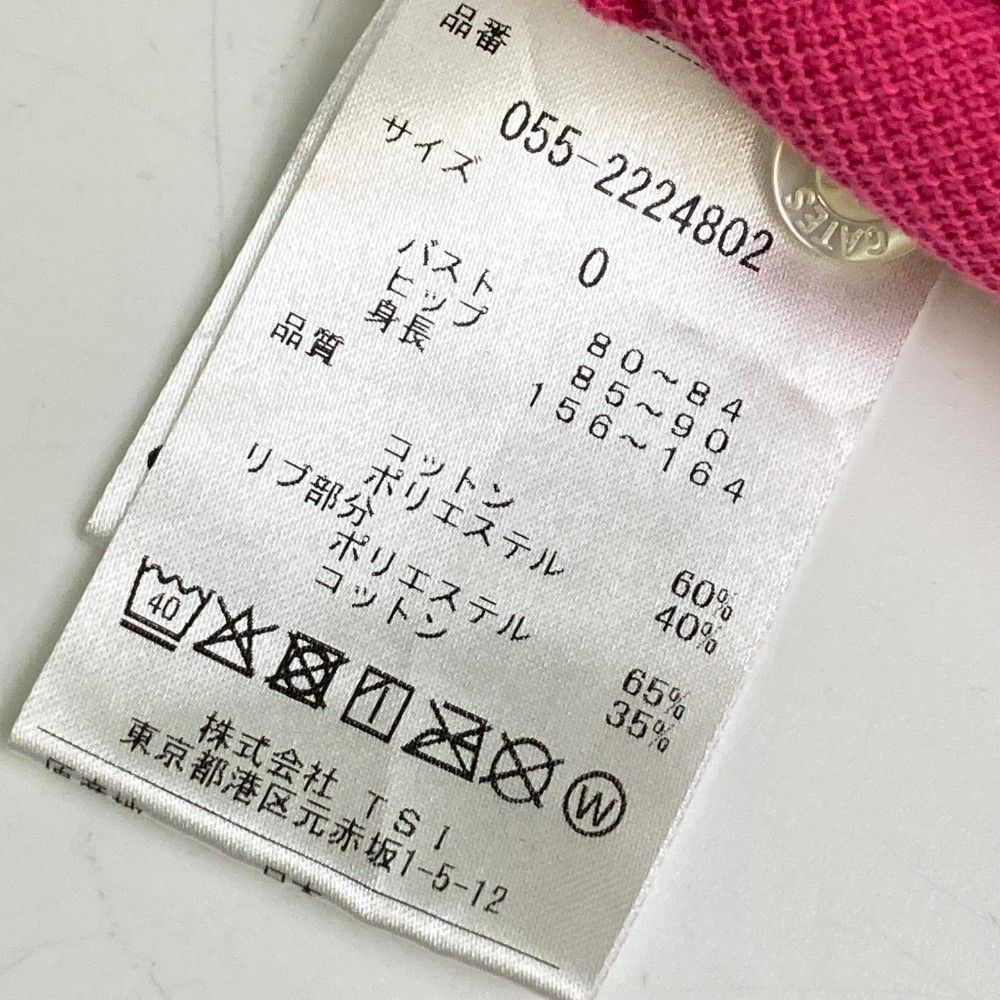 品番
055-2224802
サイズ
0
バスト 80～84
ヒップ 85～90
身長 156～164
品質
コットン 60%
ポリエステル 40%
リブ部分
ポリエステル 65%
コットン 35%
40
W
株式会社 TSI
東京都港区元赤坂1-5-12
GATES